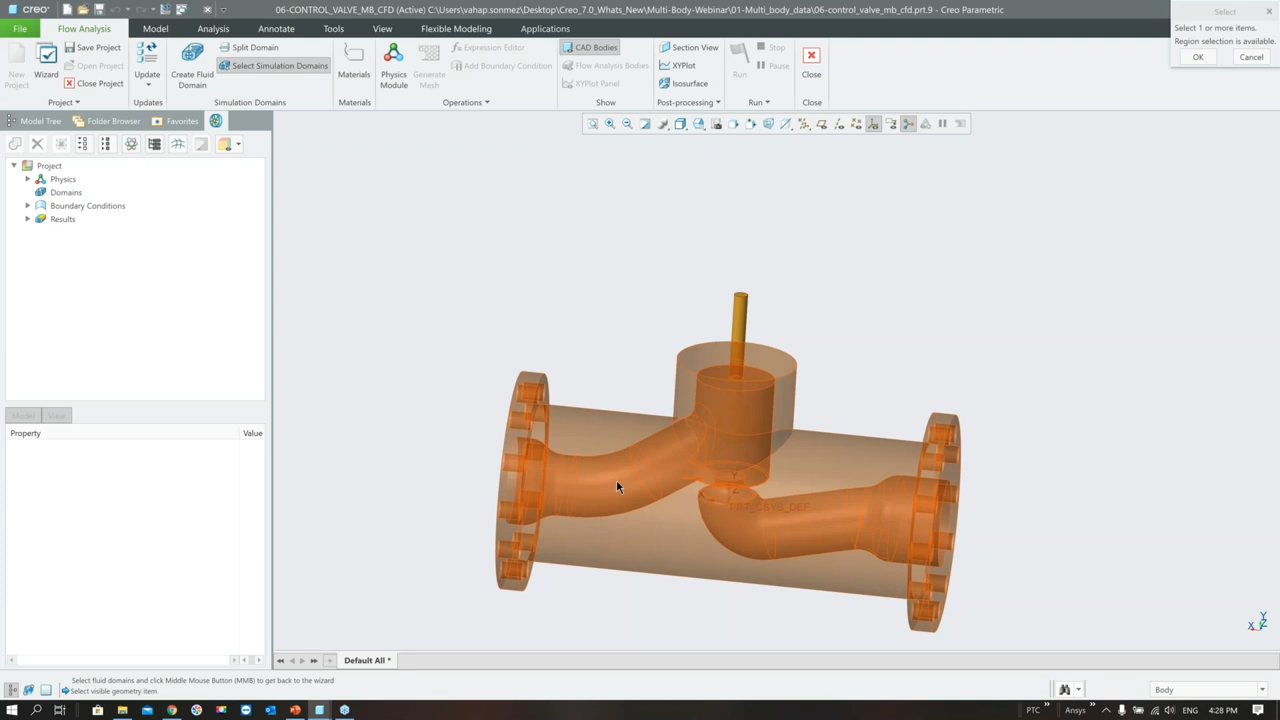 creo
06-CONTROL_VALVE_MB_CFD (Active) C:\Users\vahap.sonmez\Desktop\Creo_7.0_Whats_New\Multi-Body-Webinar\01-Multi_body_data\06-control_valve_mb_cfd.prt.9 - Creo Parametric
File Flow Analysis Model Analysis Annotate Tools View Flexible Modeling Applications
New Project
Wizard
Save Project
Open Project
Close Project
Project
Update
Updates
Create Fluid Domain
Split Domain
Select Simulation Domains
Simulation Domains
Materials
Materials
Physics Module
Generate Mesh
Expression Editor
Add Boundary Condition
Operations
CAD Bodies
Flow Analysis Bodies
XYPlot Panel
Show
Section View
XYPlot
Isosurface
Post-processing
Run
Stop
Pause
Run
Close
Close
Select
Select 1 or more items.
Region selection is available.
OK Cancel
Model Tree Folder Browser Favorites
Project
Physics
Domains
Boundary Conditions
Results
Model View
Property Value
PRT_CSYS_DEF
Y
X Z
Default All *
Select fluid domains and click Middle Mouse Button (MMB) to get back to the wizard
Select visible geometry item.
Body
PTC Ansys ENG 4:28 PM